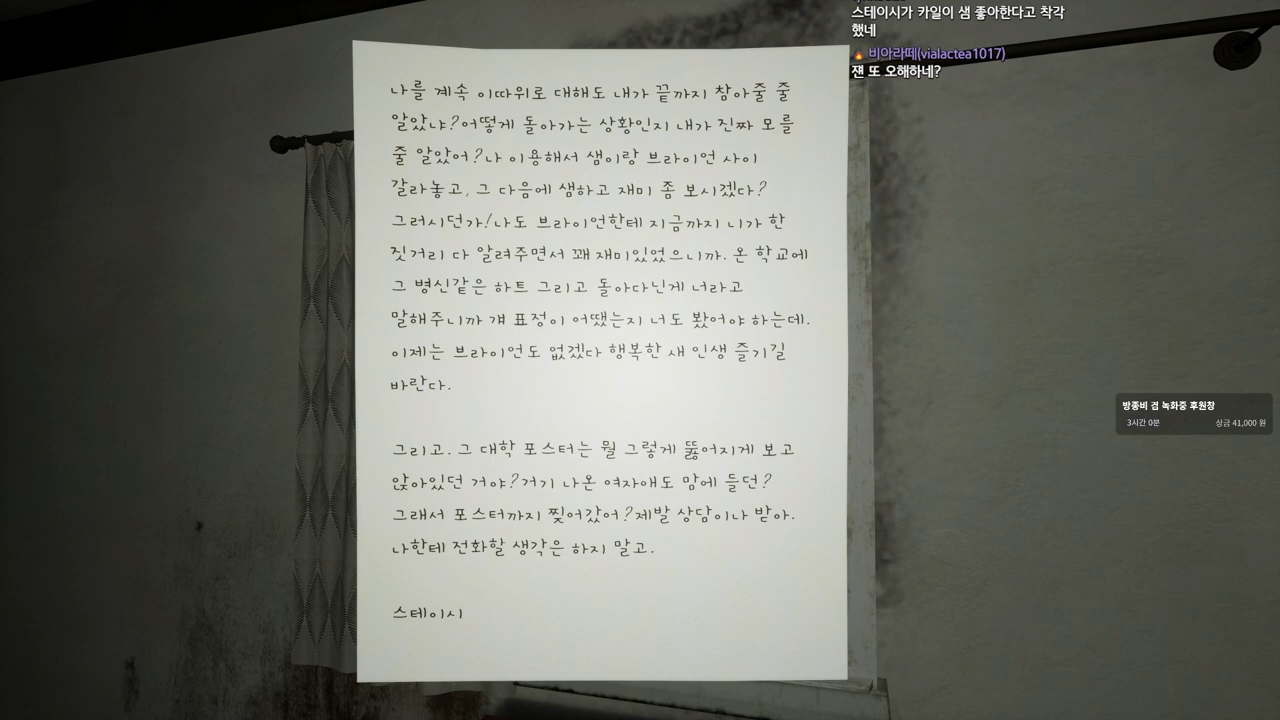 스테이시가 카일이 샘 좋아한다고 착각
했네
비아라떼(vialactea1017)
쟨 또 오해하네?
나를 계속 이따위로 대해도 내가 끝까지 참아줄 줄
알았냐?어떻게 돌아가는 상황인지 내가 진짜 모를
줄 알았어?나 이용해서 샘이랑 브라이언 사이
갈라놓고, 그 다음에 샘하고 재미 좀 보시겠다?
그러시던가!나도 브라이언한테 지금까지 니가 한
짓거리 다 알려주면서 꽤 재미있었으니까. 온 학교에
그 병신같은 하트 그리고 돌아다닌게 너라고
말해주니까 걔 표정이 어땠는지 너도 봤어야 하는데.
이제는 브라이언도 없겠다 행복한 새 인생 즐기길
바란다.
그리고. 그 대학 포스터는 뭘 그렇게 뚫어지게 보고
앉아있던 거야?거기 나온 여자애도 맘에 들던?
그래서 포스터까지 찢어갔어?제발 상담이나 받아.
나한테 전화할 생각은 하지 말고.
스테이시
방종비 겸 녹화중 후원창
3시간 0분 상금 41,000 원